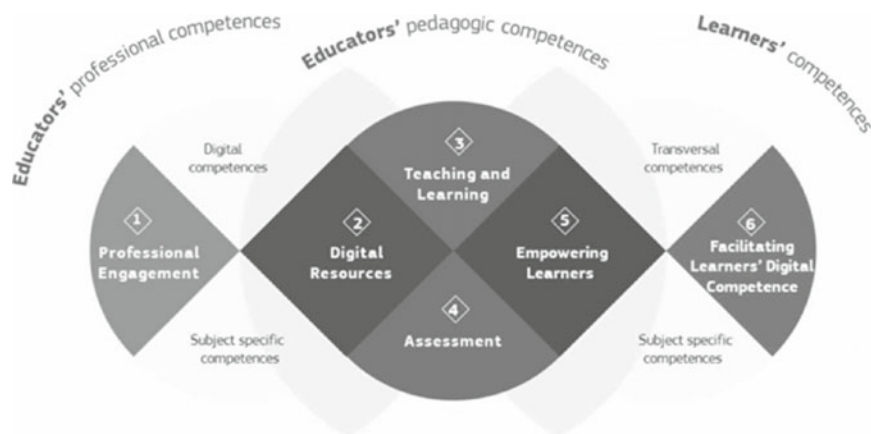 Educators' professional competences
Educators' pedagogic competences
Learners' competences
Digital
competences
Transversal
competences
3
Teaching and
Learning
1
Professional
Engagement
2
Digital
Resources
5
Empowering
Learners
6
Facilitating
Learners' Digital
Competence
4
Assessment
Subject specific
competences
Subject specific
competences